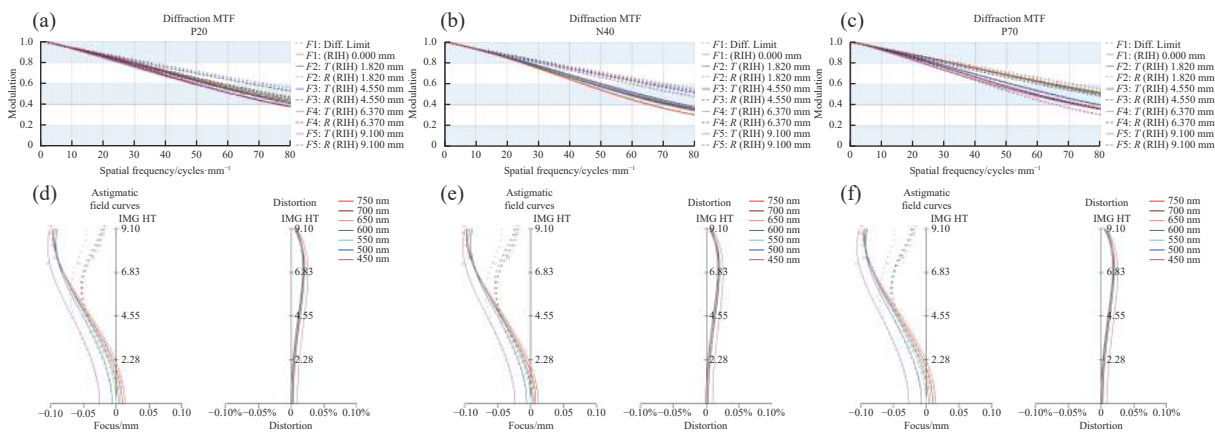 (a)
Diffraction MTF
P20
Modulation
1.0
0.8
0.6
0.4
0.2
0
0 10 20 30 40 50 60 70 80
Spatial frequency/cycles·mm⁻¹
F1: Diff. Limit
F1: (RIH) 0.000 mm
F2: T (RIH) 1.820 mm
F2: R (RIH) 1.820 mm
F3: T (RIH) 4.550 mm
F3: R (RIH) 4.550 mm
F4: T (RIH) 6.370 mm
F4: R (RIH) 6.370 mm
F5: T (RIH) 9.100 mm
F5: R (RIH) 9.100 mm
(b)
Diffraction MTF
N40
Modulation
1.0
0.8
0.6
0.4
0.2
0
0 10 20 30 40 50 60 70 80
Spatial frequency/cycles·mm⁻¹
F1: Diff. Limit
F1: (RIH) 0.000 mm
F2: T (RIH) 1.820 mm
F2: R (RIH) 1.820 mm
F3: T (RIH) 4.550 mm
F3: R (RIH) 4.550 mm
F4: T (RIH) 6.370 mm
F4: R (RIH) 6.370 mm
F5: T (RIH) 9.100 mm
F5: R (RIH) 9.100 mm
(c)
Diffraction MTF
P70
Modulation
1.0
0.8
0.6
0.4
0.2
0
0 10 20 30 40 50 60 70 80
Spatial frequency/cycles·mm⁻¹
F1: Diff. Limit
F1: (RIH) 0.000 mm
F2: T (RIH) 1.820 mm
F2: R (RIH) 1.820 mm
F3: T (RIH) 4.550 mm
F3: R (RIH) 4.550 mm
F4: T (RIH) 6.370 mm
F4: R (RIH) 6.370 mm
F5: T (RIH) 9.100 mm
F5: R (RIH) 9.100 mm
(d)
Astigmatic
field curves
IMG HT
9.10
6.83
4.55
2.28
−0.10 −0.05 0 0.05 0.10
Focus/mm
Distortion
IMG HT
9.10
6.83
4.55
2.28
−0.10% −0.05% 0 0.05 0.10%
Distortion
750 nm
700 nm
650 nm
600 nm
550 nm
500 nm
450 nm
(e)
Astigmatic
field curves
IMG HT
9.10
6.83
4.55
2.28
−0.10 −0.05 0 0.05 0.10
Focus/mm
Distortion
IMG HT
9.10
6.83
4.55
2.28
−0.10% −0.05% 0 0.05 0.10%
Distortion
750 nm
700 nm
650 nm
600 nm
550 nm
500 nm
450 nm
(f)
Astigmatic
field curves
IMG HT
9.10
6.83
4.55
2.28
−0.10 −0.05 0 0.05 0.10
Focus/mm
Distortion
IMG HT
9.10
6.83
4.55
2.28
−0.10% −0.05% 0 0.05 0.10%
Distortion
750 nm
700 nm
650 nm
600 nm
550 nm
500 nm
450 nm